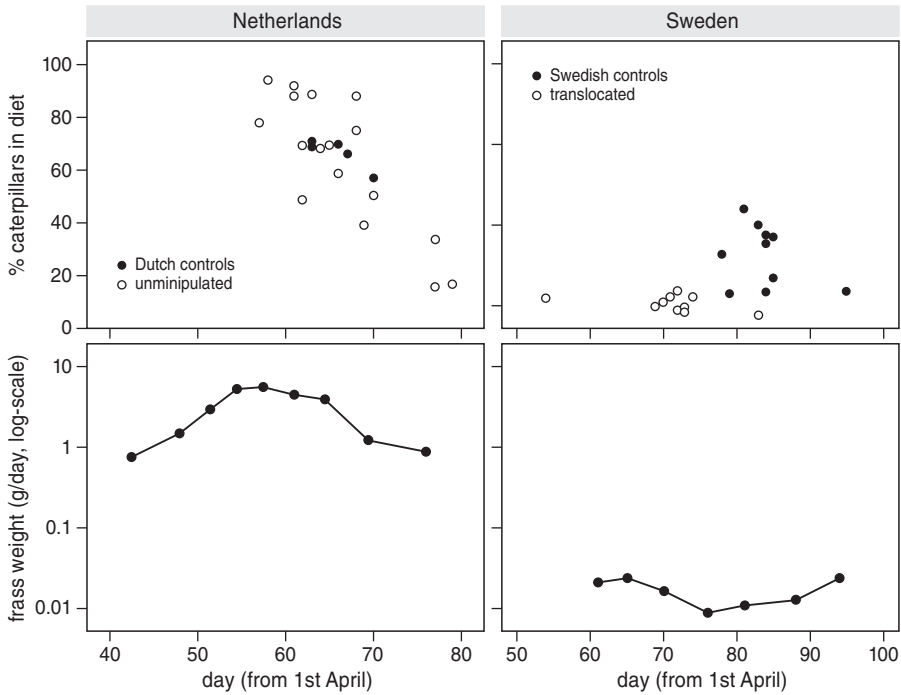 Netherlands
Sweden
% caterpillars in diet
100
80
60
40
20
0
Dutch controls
unminipulated
Swedish controls
translocated
frass weight (g/day, log-scale)
10
1
0.1
0.01
40 50 60 70 80
50 60 70 80 90 100
day (from 1st April)
day (from 1st April)